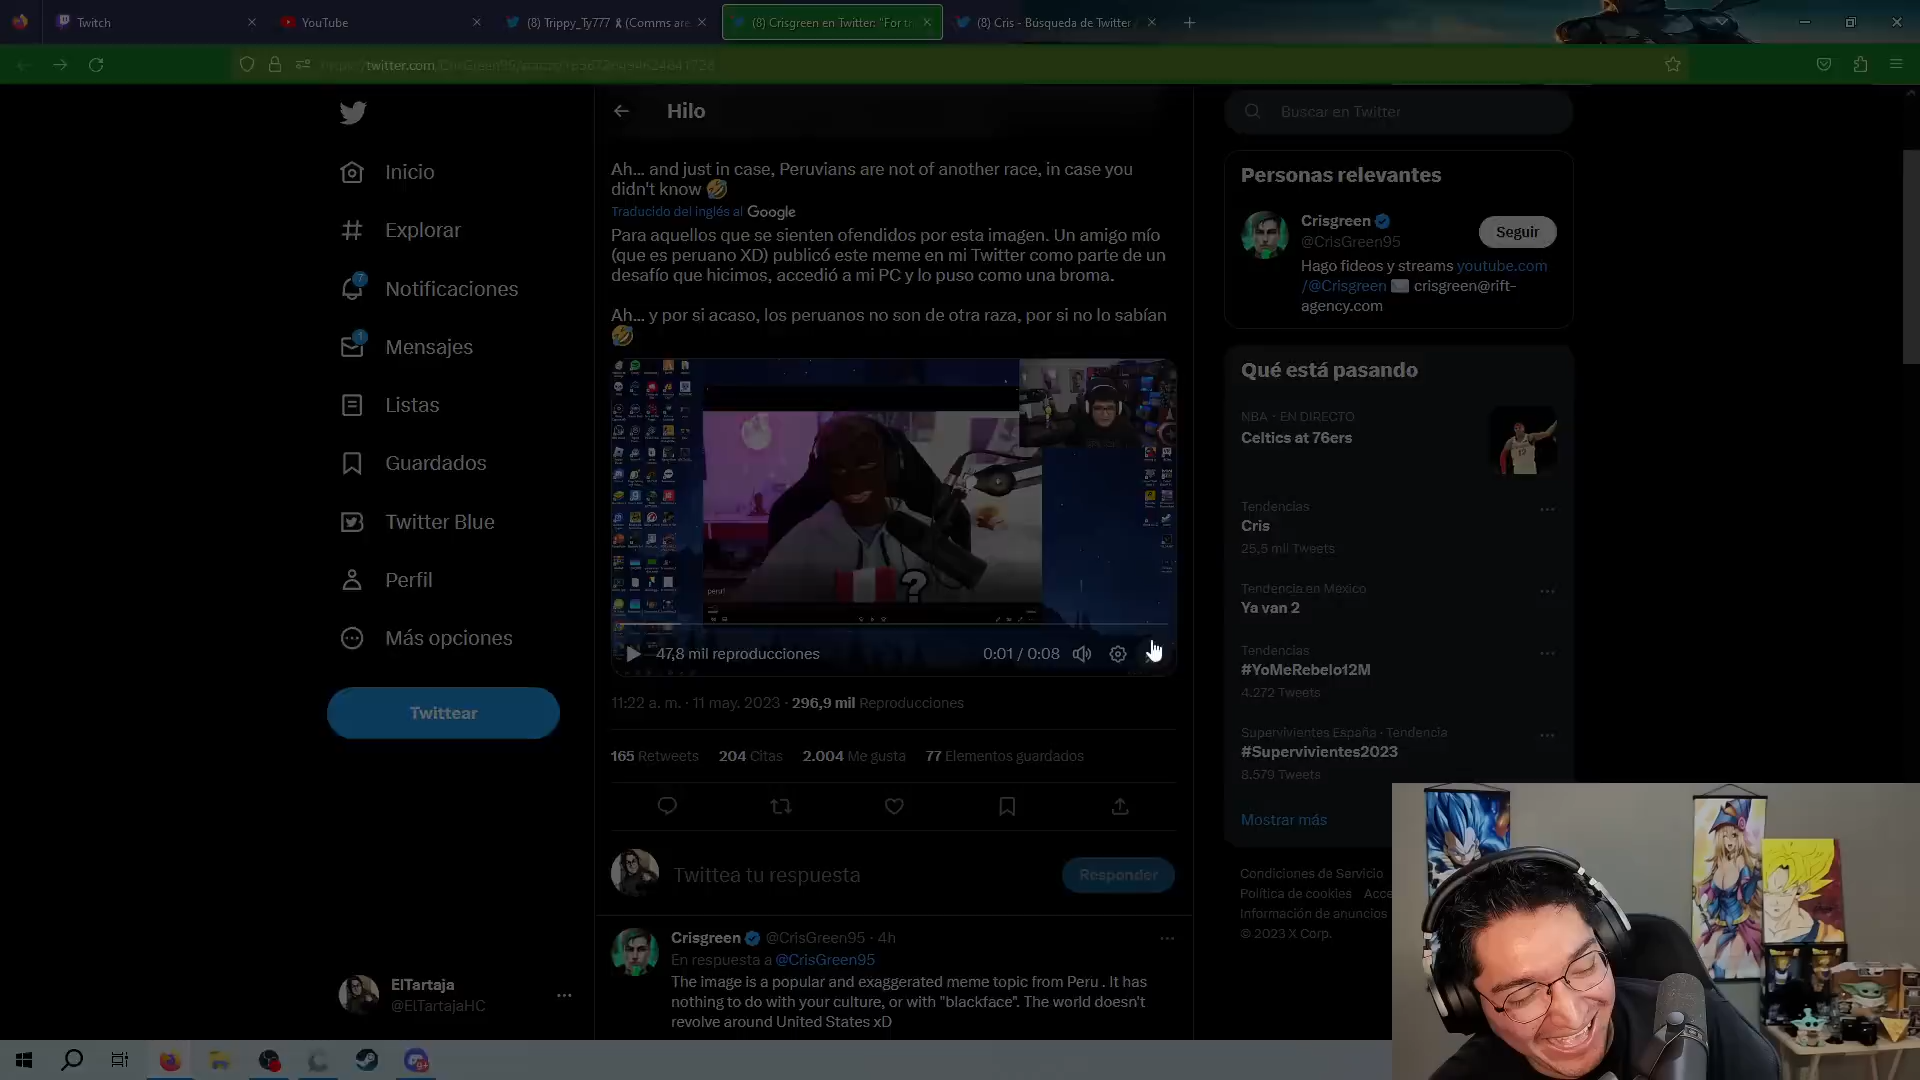 Twitch
YouTube
(8) Trippy_Ty777 🎗 (Comms are
(8) Crisgreen en Twitter: "For t
(8) Cris - Búsqueda de Twitter
twitter.com
Hilo
Buscar en Twitter
Inicio
Explorar
7
Notificaciones
1
Mensajes
Listas
Guardados
Twitter Blue
Perfil
Más opciones
Twittear
ElTartaja
@ElTartajaHC
Ah... and just in case, Peruvians are not of another race, in case you
didn't know 🤣
Traducido del inglés al Google
Para aquellos que se sienten ofendidos por esta imagen. Un amigo mío
(que es peruano XD) publicó este meme en mi Twitter como parte de un
desafío que hicimos, accedió a mi PC y lo puso como una broma.
Ah... y por si acaso, los peruanos no son de otra raza, por si no lo sabían
🤣
?
47,8 mil reproducciones
0:01 / 0:08
11:22 a. m. · 11 may. 2023 · 296,9 mil Reproducciones
165 Retweets 204 Citas 2.004 Me gusta 77 Elementos guardados
Twittea tu respuesta
Responder
Crisgreen @CrisGreen95 · 4h
En respuesta a @CrisGreen95
The image is a popular and exaggerated meme topic from Peru . It has
nothing to do with your culture, or with "blackface". The world doesn't
revolve around United States xD
Personas relevantes
Crisgreen
@CrisGreen95
Seguir
Hago fideos y streams youtube.com
/@Crisgreen ✉ crisgreen@rift-
agency.com
Qué está pasando
NBA · EN DIRECTO
Celtics at 76ers
Tendencias
Cris
25,5 mil Tweets
Tendencia en México
Ya van 2
Tendencias
#YoMeRebelo12M
4.272 Tweets
Supervivientes España · Tendencia
#Supervivientes2023
8.579 Tweets
Mostrar más
Condiciones de Servicio
Política de cookies Acce
Información de anuncios
© 2023 X Corp.